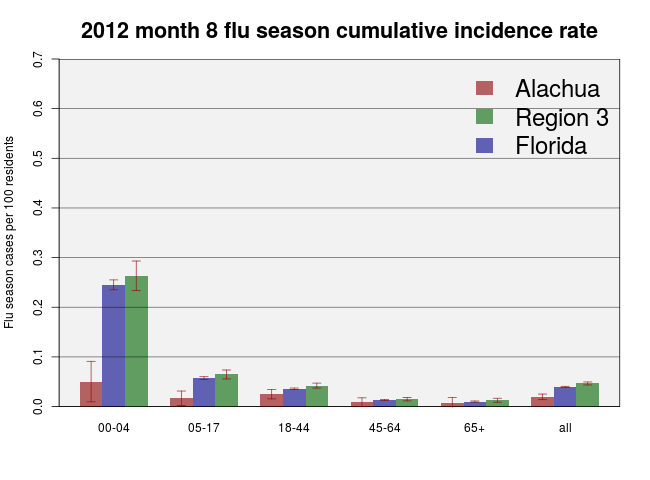 2012 month 8 flu season cumulative incidence rate
Flu season cases per 100 residents
0.7
0.6
0.5
0.4
0.3
0.2
0.1
0.0
Alachua
Region 3
Florida
00-04 05-17 18-44 45-64 65+ all